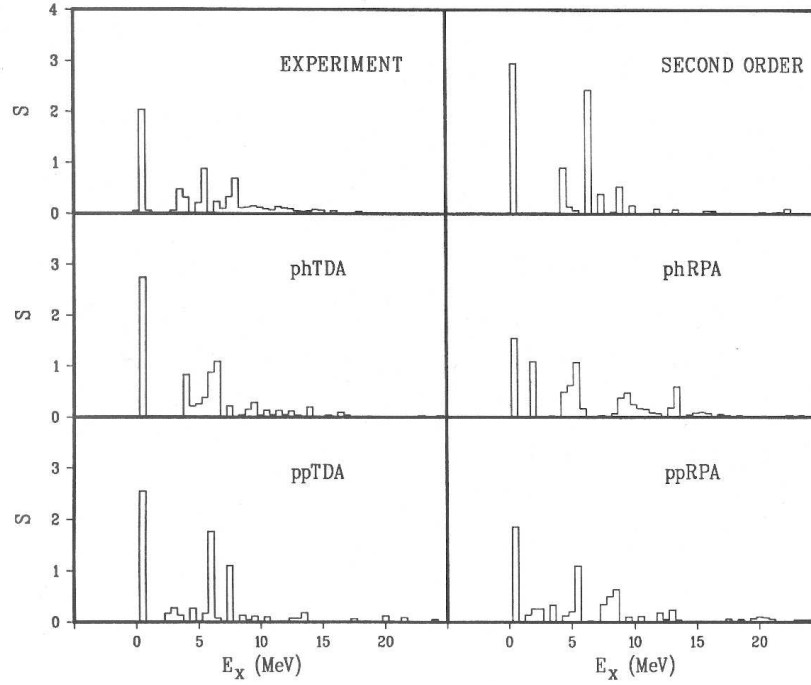 4
EXPERIMENT
SECOND ORDER
3
S
2
1
0
phTDA
phRPA
3
S
2
1
0
ppTDA
ppRPA
3
S
2
1
0
0 5 10 15 20
0 5 10 15 20
E_x (MeV)
E_x (MeV)